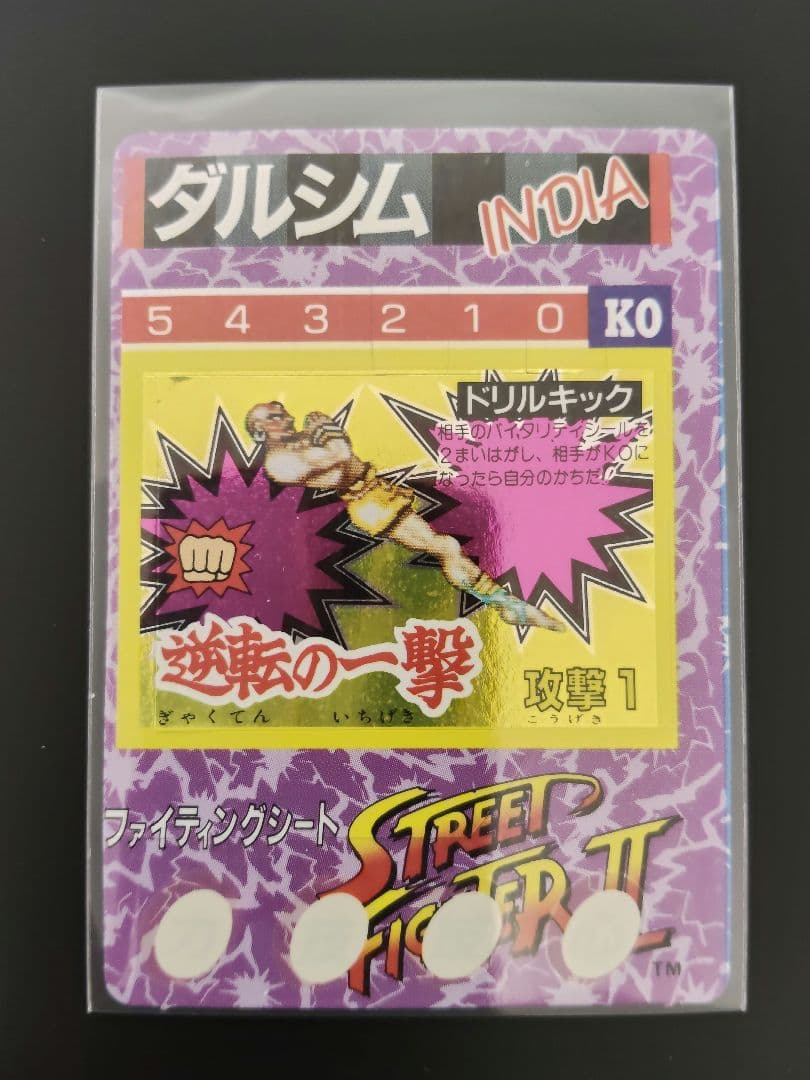 ダルシム
INDIA
5 4 3 2 1 0 KO
ドリルキック
相手のバイタリティシールを
2まいはがし、相手がKOに
なったら自分のかちだ。
逆転の一撃
ぎゃくてん いちげき
攻撃1
こうげき
ファイティングシート
STREET
FIGHTER II
TM